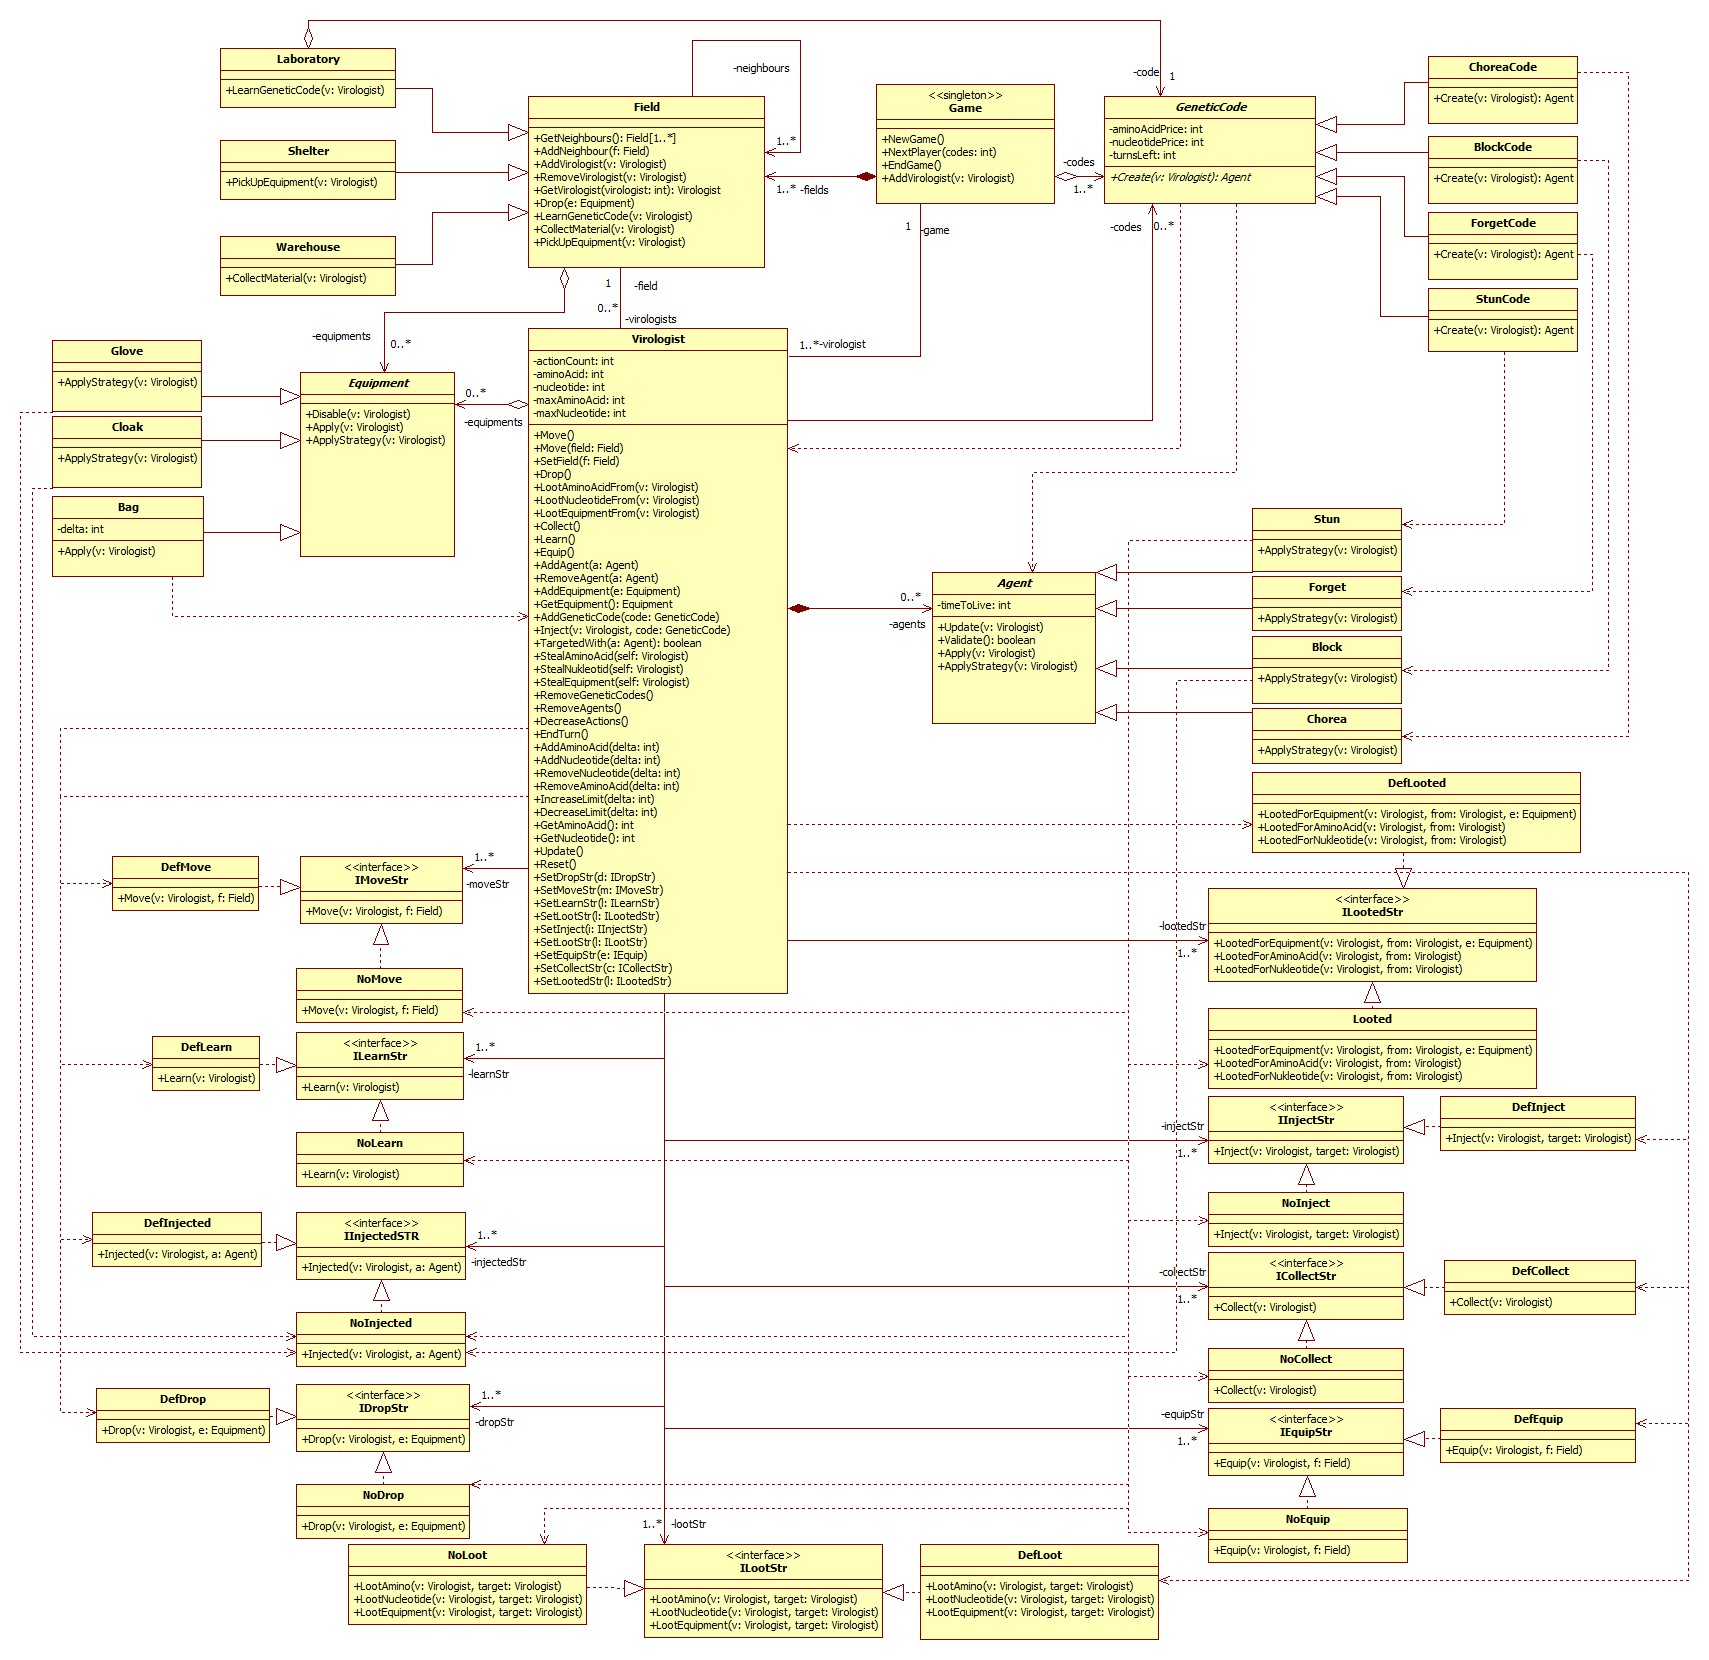 Laboratory
+LearnGeneticCode(v: Virologist)
Shelter
+PickUpEquipment(v: Virologist)
Warehouse
+CollectMaterial(v: Virologist)
-neighbours
1..*
Field
+GetNeighbours(): Field[1..*]
+AddNeighbour(f: Field)
+AddVirologist(v: Virologist)
+RemoveVirologist(v: Virologist)
+GetVirologist(virologist: int): Virologist
+Drop(e: Equipment)
+LearnGeneticCode(v: Virologist)
+CollectMaterial(v: Virologist)
+PickUpEquipment(v: Virologist)
1..*
-fields
<<singleton>>
Game
+NewGame()
+NextPlayer(codes: int)
+EndGame()
+AddVirologist(v: Virologist)
-codes
1..*
1
-game
-code
1
GeneticCode
-aminoAcidPrice: int
-nucleotidePrice: int
-turnsLeft: int
+Create(v: Virologist): Agent
-codes
0..*
ChoreaCode
+Create(v: Virologist): Agent
BlockCode
+Create(v: Virologist): Agent
ForgetCode
+Create(v: Virologist): Agent
StunCode
+Create(v: Virologist): Agent
1
-field
0..*
-virologists
-equipments
0..*
1..*
-virologist
Glove
+ApplyStrategy(v: Virologist)
Cloak
+ApplyStrategy(v: Virologist)
Bag
-delta: int
+Apply(v: Virologist)
Equipment
+Disable(v: Virologist)
+Apply(v: Virologist)
+ApplyStrategy(v: Virologist)
0..*
-equipments
Virologist
-actionCount: int
-aminoAcid: int
-nucleotide: int
-maxAminoAcid: int
-maxNucleotide: int
+Move()
+Move(field: Field)
+SetField(f: Field)
+Drop()
+LootAminoAcidFrom(v: Virologist)
+LootNucleotideFrom(v: Virologist)
+LootEquipmentFrom(v: Virologist)
+Collect()
+Learn()
+Equip()
+AddAgent(a: Agent)
+RemoveAgent(a: Agent)
+AddEquipment(e: Equipment)
+GetEquipment(): Equipment
+AddGeneticCode(code: GeneticCode)
+Inject(v: Virologist, code: GeneticCode)
+TargetedWith(a: Agent): boolean
+StealAminoAcid(self: Virologist)
+StealNukleotid(self: Virologist)
+StealEquipment(self: Virologist)
+RemoveGeneticCodes()
+RemoveAgents()
+DecreaseActions()
+EndTurn()
+AddAminoAcid(delta: int)
+AddNucleotide(delta: int)
+RemoveNucleotide(delta: int)
+RemoveAminoAcid(delta: int)
+IncreaseLimit(delta: int)
+DecreaseLimit(delta: int)
+GetAminoAcid(): int
+GetNucleotide(): int
+Update()
+Reset()
+SetDropStr(d: IDropStr)
+SetMoveStr(m: IMoveStr)
+SetLearnStr(l: ILearnStr)
+SetLootStr(l: ILootedStr)
+SetInject(i: IInjectStr)
+SetLootStr(l: ILootStr)
+SetEquipStr(e: IEquip)
+SetCollectStr(c: ICollectStr)
+SetLootedStr(l: ILootedStr)
0..*
-agents
Agent
-timeToLive: int
+Update(v: Virologist)
+Validate(): boolean
+Apply(v: Virologist)
+ApplyStrategy(v: Virologist)
Stun
+ApplyStrategy(v: Virologist)
Forget
+ApplyStrategy(v: Virologist)
Block
+ApplyStrategy(v: Virologist)
Chorea
+ApplyStrategy(v: Virologist)
DefLooted
+LootedForEquipment(v: Virologist, from: Virologist, e: Equipment)
+LootedForAminoAcid(v: Virologist, from: Virologist)
+LootedForNukleotide(v: Virologist, from: Virologist)
-lootedStr
1..*
<<interface>>
ILootedStr
+LootedForEquipment(v: Virologist, from: Virologist, e: Equipment)
+LootedForAminoAcid(v: Virologist, from: Virologist)
+LootedForNukleotide(v: Virologist, from: Virologist)
Looted
+LootedForEquipment(v: Virologist, from: Virologist, e: Equipment)
+LootedForAminoAcid(v: Virologist, from: Virologist)
+LootedForNukleotide(v: Virologist, from: Virologist)
DefMove
+Move(v: Virologist, f: Field)
<<interface>>
IMoveStr
+Move(v: Virologist, f: Field)
1..*
-moveStr
NoMove
+Move(v: Virologist, f: Field)
DefLearn
+Learn(v: Virologist)
<<interface>>
ILearnStr
+Learn(v: Virologist)
1..*
-learnStr
NoLearn
+Learn(v: Virologist)
-injectStr
1..*
<<interface>>
IInjectStr
+Inject(v: Virologist, target: Virologist)
DefInject
+Inject(v: Virologist, target: Virologist)
NoInject
+Inject(v: Virologist, target: Virologist)
DefInjected
+Injected(v: Virologist, a: Agent)
<<interface>>
IInjectedSTR
+Injected(v: Virologist, a: Agent)
1..*
-injectedStr
NoInjected
+Injected(v: Virologist, a: Agent)
-colectStr
1..*
<<interface>>
ICollectStr
+Collect(v: Virologist)
DefCollect
+Collect(v: Virologist)
NoCollect
+Collect(v: Virologist)
DefDrop
+Drop(v: Virologist, e: Equipment)
<<interface>>
IDropStr
+Drop(v: Virologist, e: Equipment)
1..*
-dropStr
NoDrop
+Drop(v: Virologist, e: Equipment)
-equipStr
1..*
<<interface>>
IEquipStr
+Equip(v: Virologist, f: Field)
DefEquip
+Equip(v: Virologist, f: Field)
NoEquip
+Equip(v: Virologist, f: Field)
1..*
-lootStr
NoLoot
+LootAmino(v: Virologist, target: Virologist)
+LootNucleotide(v: Virologist, target: Virologist)
+LootEquipment(v: Virologist, target: Virologist)
<<interface>>
ILootStr
+LootAmino(v: Virologist, target: Virologist)
+LootNucleotide(v: Virologist, target: Virologist)
+LootEquipment(v: Virologist, target: Virologist)
DefLoot
+LootAmino(v: Virologist, target: Virologist)
+LootNucleotide(v: Virologist, target: Virologist)
+LootEquipment(v: Virologist, target: Virologist)